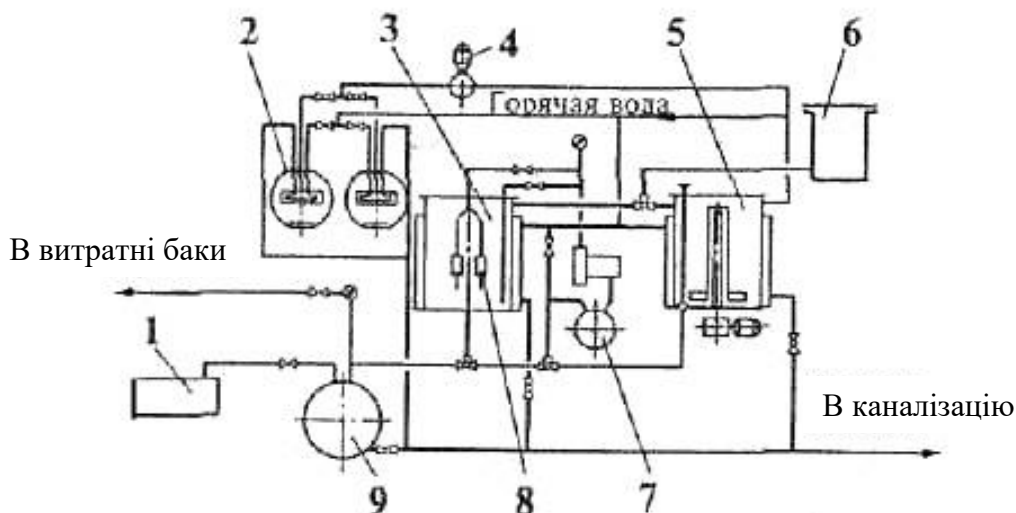 2 3 4 5 6
Горячая вода
В витратні баки
1
В каналізацію
9 8 7